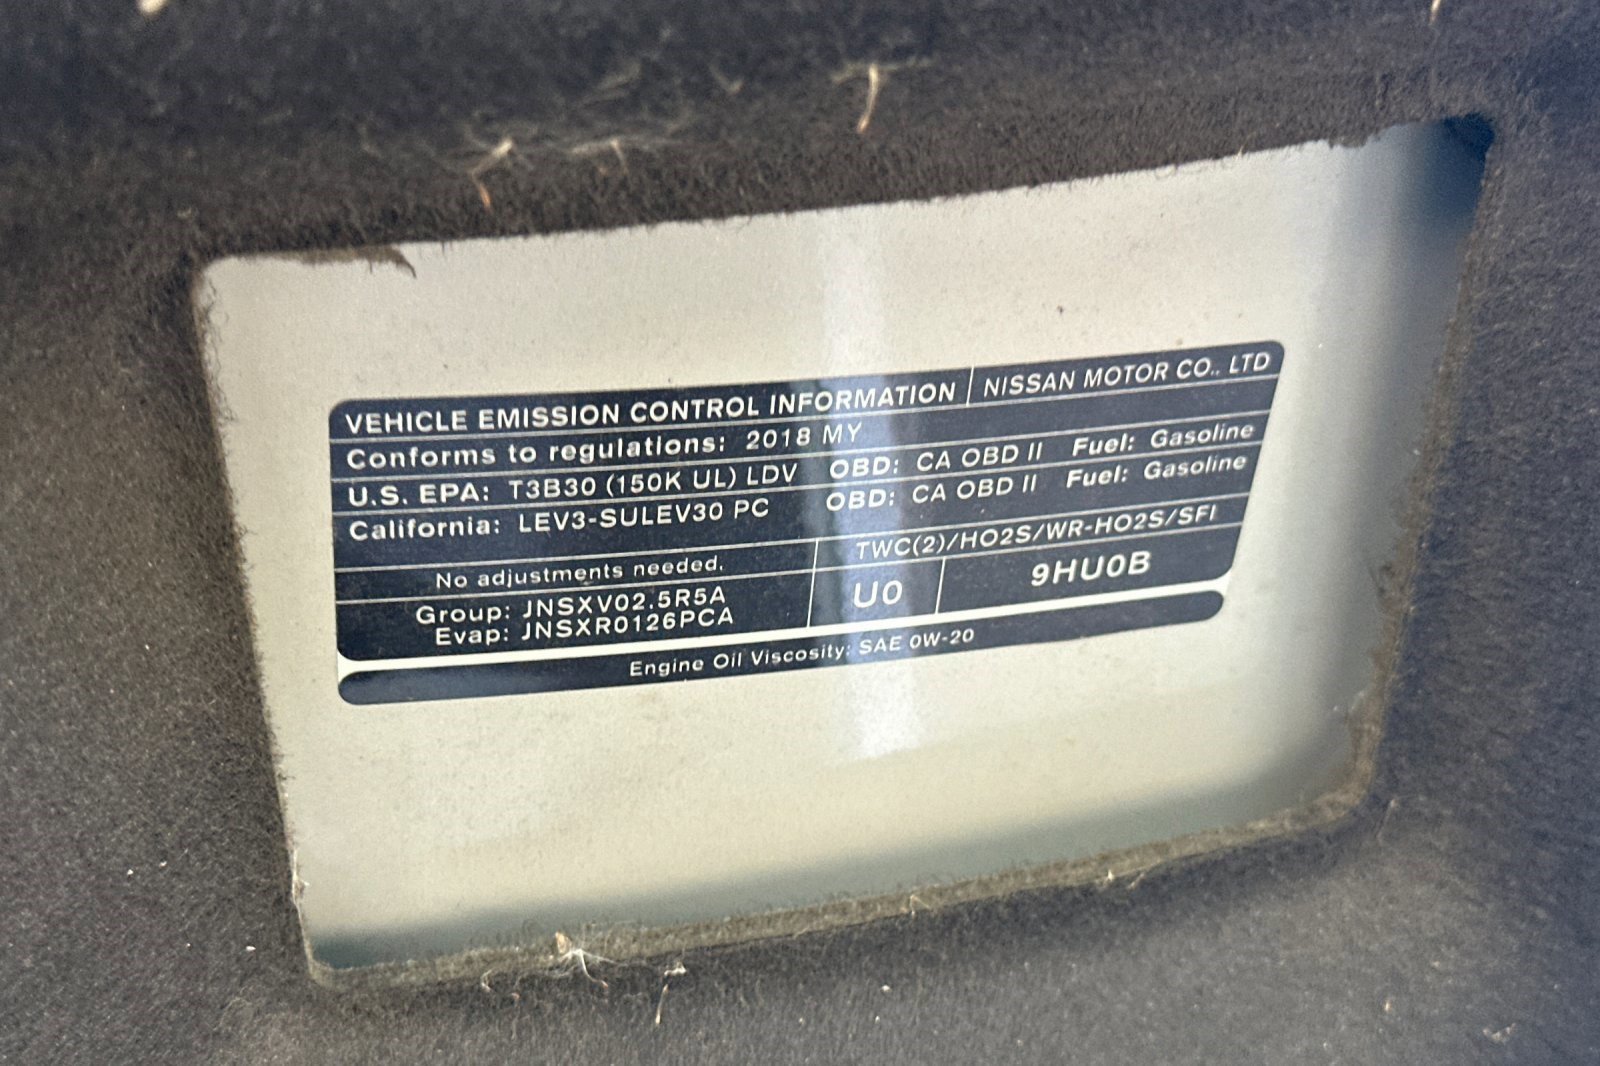 VEHICLE EMISSION CONTROL INFORMATION NISSAN MOTOR CO., LTD
Conforms to regulations: 2018 MY
U.S. EPA: T3B30 (150K UL) LDV OBD: CA OBD II Fuel: Gasoline
California: LEV3-SULEV30 PC OBD: CA OBD II Fuel: Gasoline
No adjustments needed. TWC(2)/HO2S/WR-HO2S/SFI
Group: JNSXV02.5R5A
Evap: JNSXR0126PCA
U0 9HU0B
Engine Oil Viscosity: SAE 0W-20